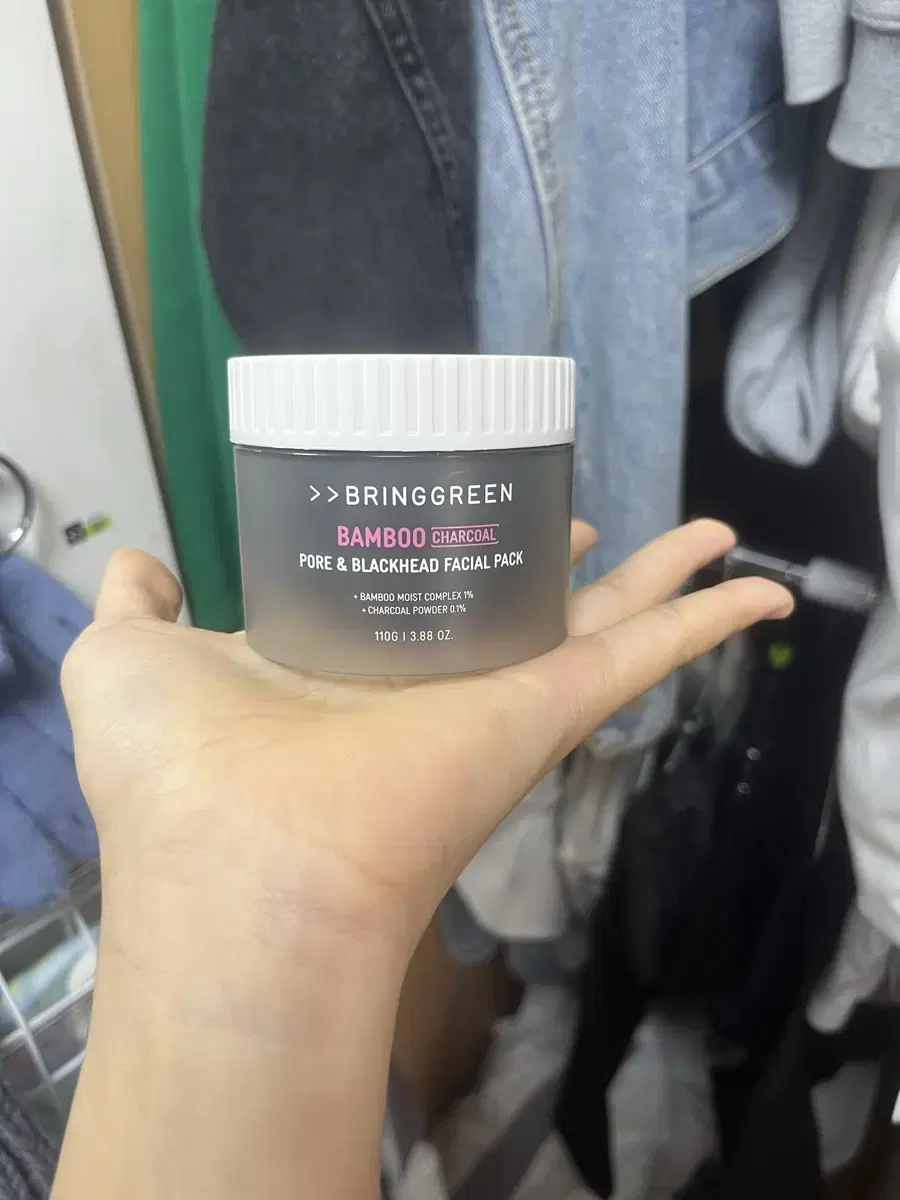 >>BRINGGREEN
BAMBOO CHARCOAL
PORE & BLACKHEAD FACIAL PACK
+ BAMBOO MOIST COMPLEX 1%
+ CHARCOAL POWDER 0.1%
110G | 3.88 OZ.